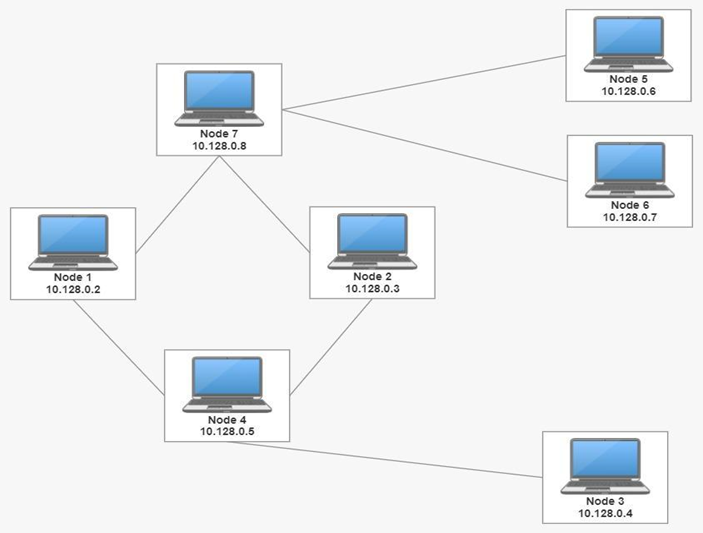 Node 5
10.128.0.6
Node 7
10.128.0.8
Node 6
10.128.0.7
Node 1
10.128.0.2
Node 2
10.128.0.3
Node 4
10.128.0.5
Node 3
10.128.0.4